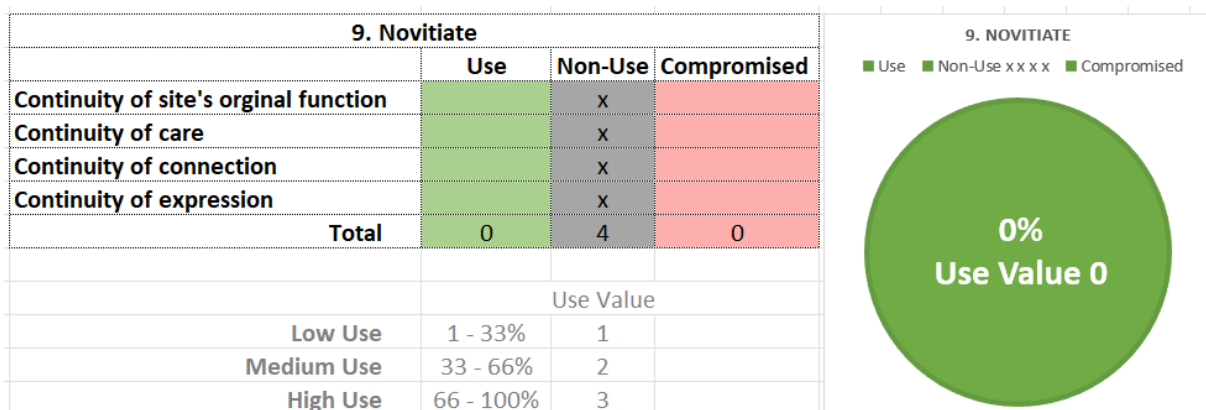 9. Novitiate
Use Non-Use Compromised
Continuity of site's orginal function x
Continuity of care x
Continuity of connection x
Continuity of expression x
Total 0 4 0
Use Value
Low Use 1 - 33% 1
Medium Use 33 - 66% 2
High Use 66 - 100% 3
9. NOVITIATE
Use Non-Use x x x x Compromised
0%
Use Value 0